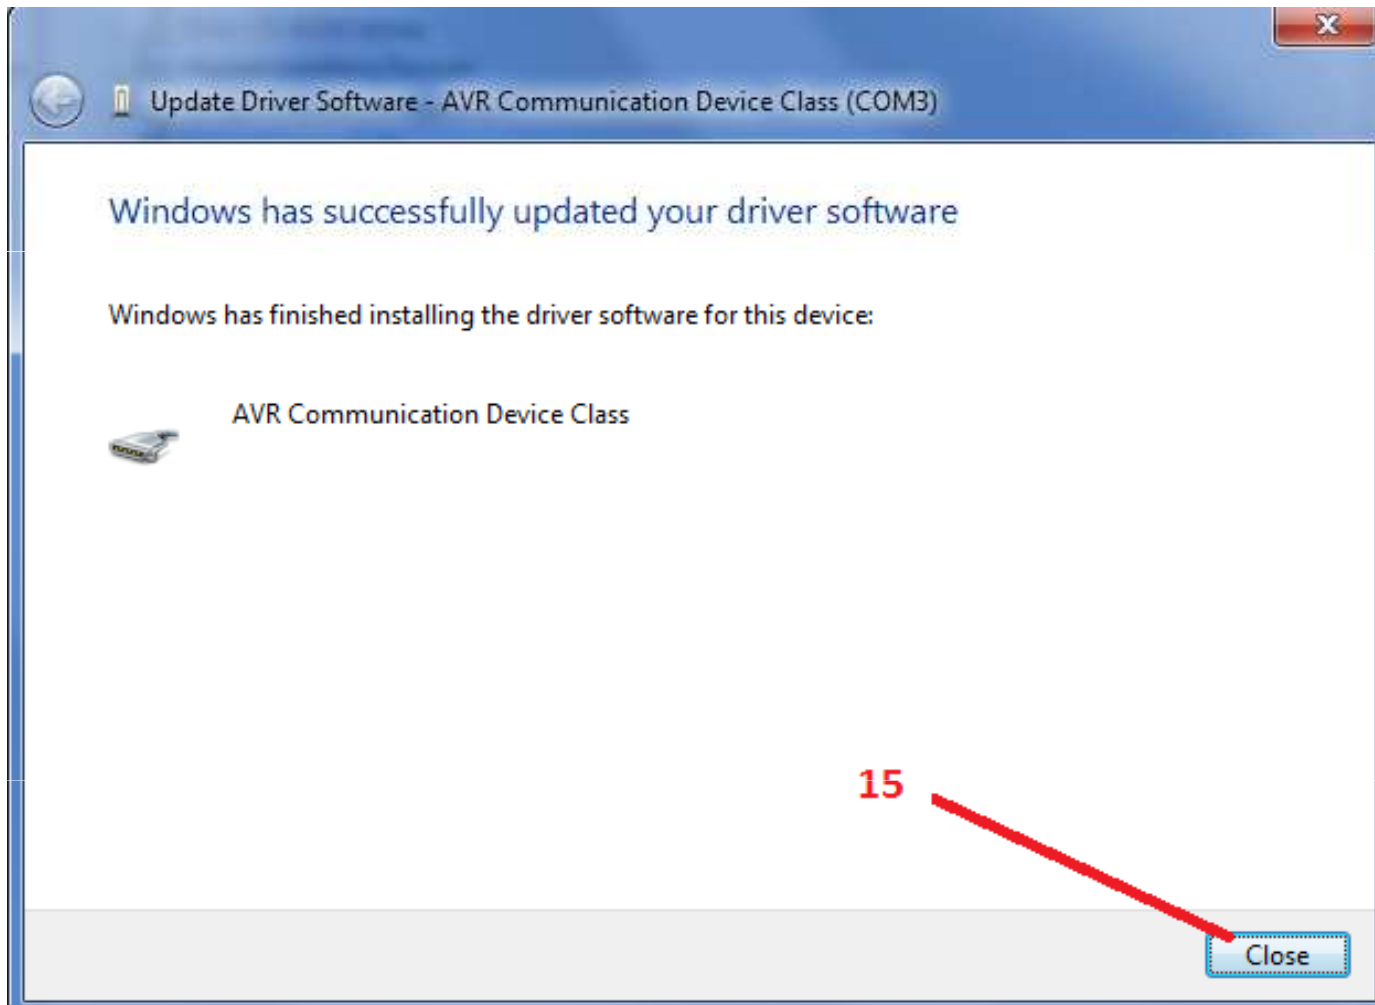 Update Driver Software - AVR Communication Device Class (COM3)
Windows has successfully updated your driver software
Windows has finished installing the driver software for this device:
AVR Communication Device Class
15
Close